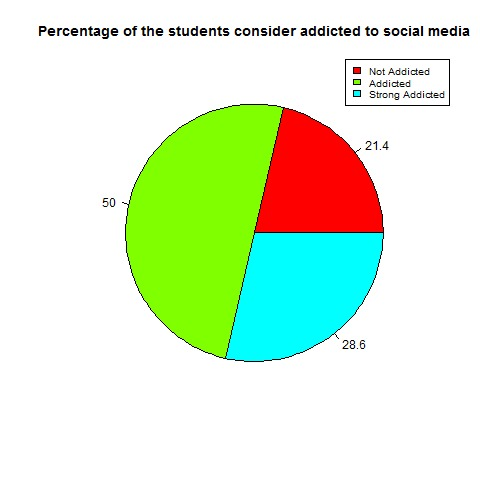 Percentage of the students consider addicted to social media
Not Addicted
Addicted
Strong Addicted
21.4
50
28.6